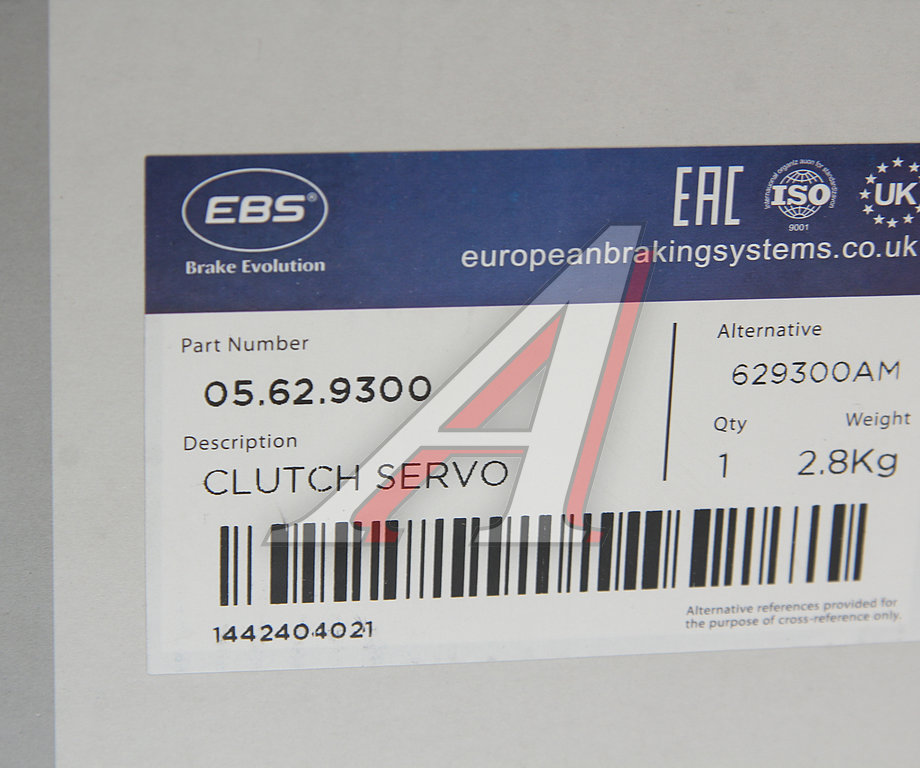 EBS®
Brake Evolution
EAC
ISO
9001
UK
europeanbrakingsystems.co.uk
Part Number
05.62.9300
Description
CLUTCH SERVO
Alternative
629300AM
Qty
Weight
1
2.8Kg
1442404021
Alternative references provided for
the purpose of cross-reference only.